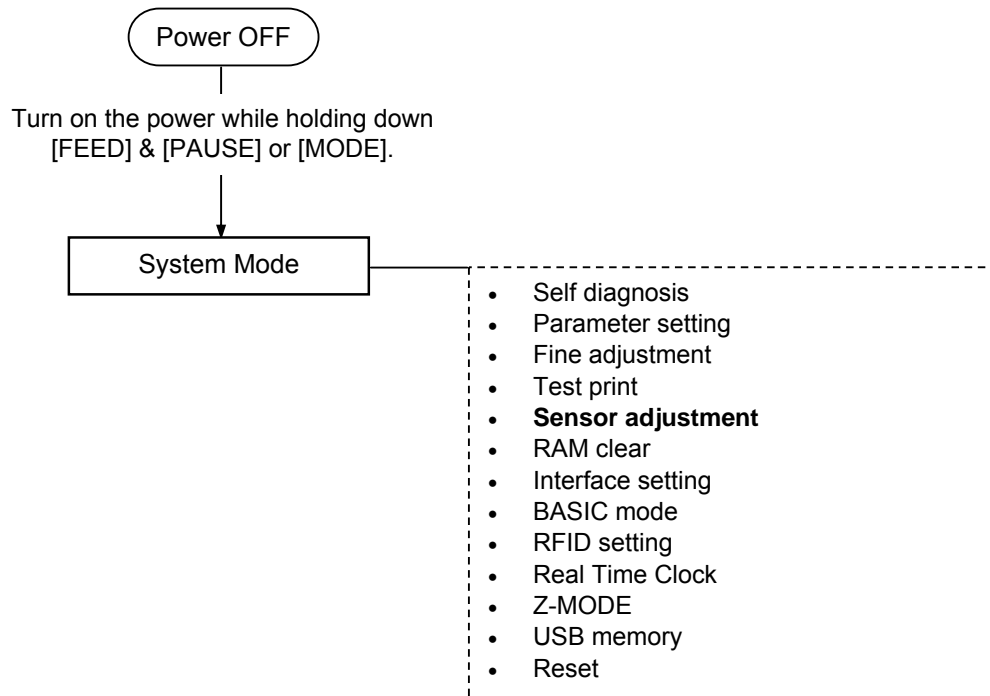 Power OFF
Turn on the power while holding down
[FEED] & [PAUSE] or [MODE].
System Mode
• Self diagnosis
• Parameter setting
• Fine adjustment
• Test print
• Sensor adjustment
• RAM clear
• Interface setting
• BASIC mode
• RFID setting
• Real Time Clock
• Z-MODE
• USB memory
• Reset